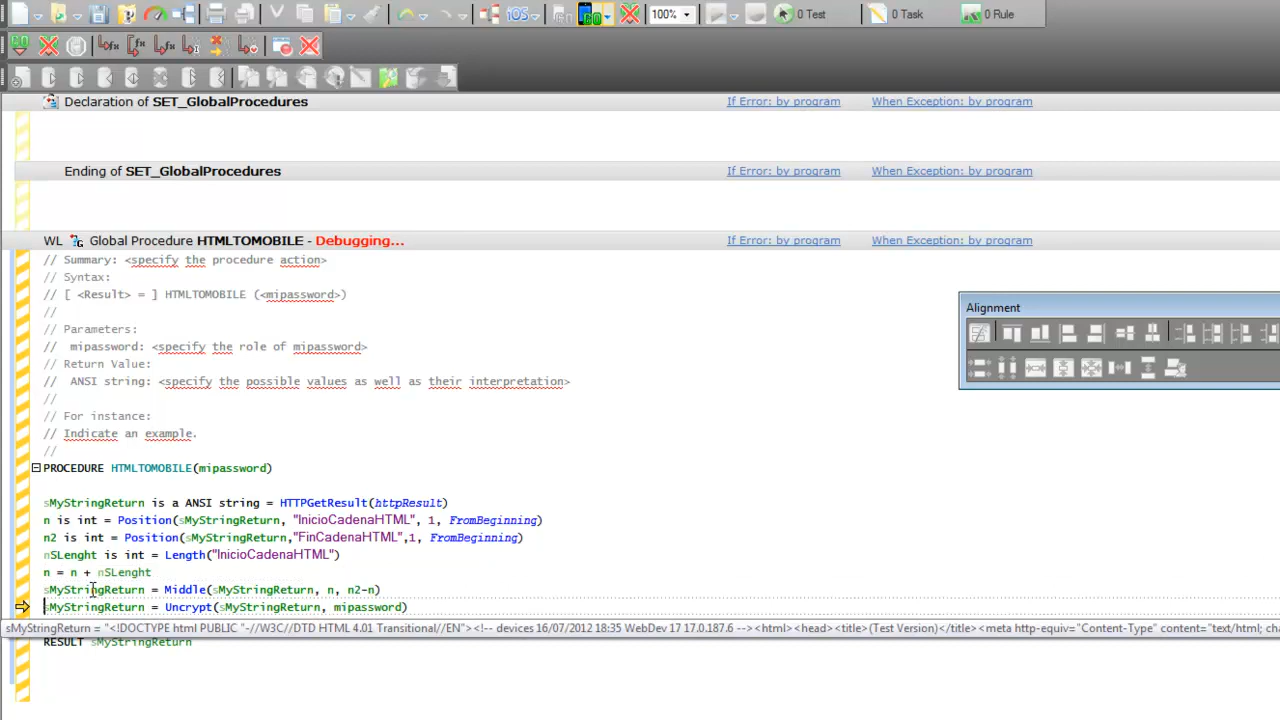 iOS
GO
100%
0 Test
0 Task
0 Rule
GO
Declaration of SET_GlobalProcedures If Error: by program When Exception: by program
Ending of SET_GlobalProcedures If Error: by program When Exception: by program
WL Global Procedure HTMLTOMOBILE - Debugging... If Error: by program When Exception: by program
// Summary: <specify the procedure action>
// Syntax:
// [ <Result> = ] HTMLTOMOBILE (<mipassword>)
//
// Parameters:
// mipassword: <specify the role of mipassword>
// Return Value:
// ANSI string: <specify the possible values as well as their interpretation>
//
// For instance:
// Indicate an example.
//
PROCEDURE HTMLTOMOBILE(mipassword)
sMyStringReturn is a ANSI string = HTTPGetResult(httpResult)
n is int = Position(sMyStringReturn, "InicioCadenaHTML", 1, FromBeginning)
n2 is int = Position(sMyStringReturn,"FinCadenaHTML",1, FromBeginning)
nSLenght is int = Length("InicioCadenaHTML")
n = n + nSLenght
sMyStringReturn = Middle(sMyStringReturn, n, n2-n)
sMyStringReturn = Uncrypt(sMyStringReturn, mipassword)
sMyStringReturn = "<!DOCTYPE html PUBLIC "-//W3C//DTD HTML 4.01 Transitional//EN"><!-- devices 16/07/2012 18:35 WebDev 17 17.0.187.6 --><html><head><title>(Test Version)</title><meta http-equiv="Content-Type" content="text/html; cha
RESULT sMyStringReturn
Alignment